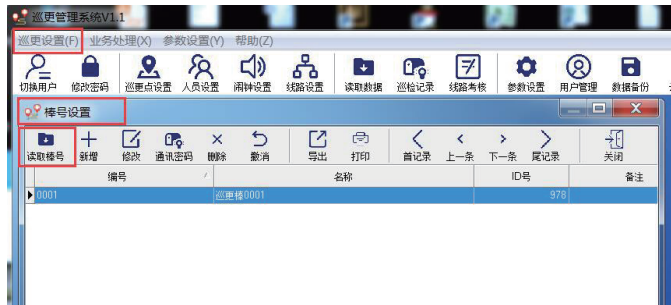 巡更管理系统V1.1
巡更设置(F) 业务处理(X) 参数设置(Y) 帮助(Z)
切换用户 修改密码 巡更点设置 人员设置 闹钟设置 线路设置 读取数据 巡检记录 线路考核 参数设置 用户管理 数据备份
棒号设置
读取棒号 新增 修改 通讯密码 删除 撤消 导出 打印 首记录 上一条 下一条 尾记录 关闭
编号 名称 ID号 备注
0001 巡更棒0001 978